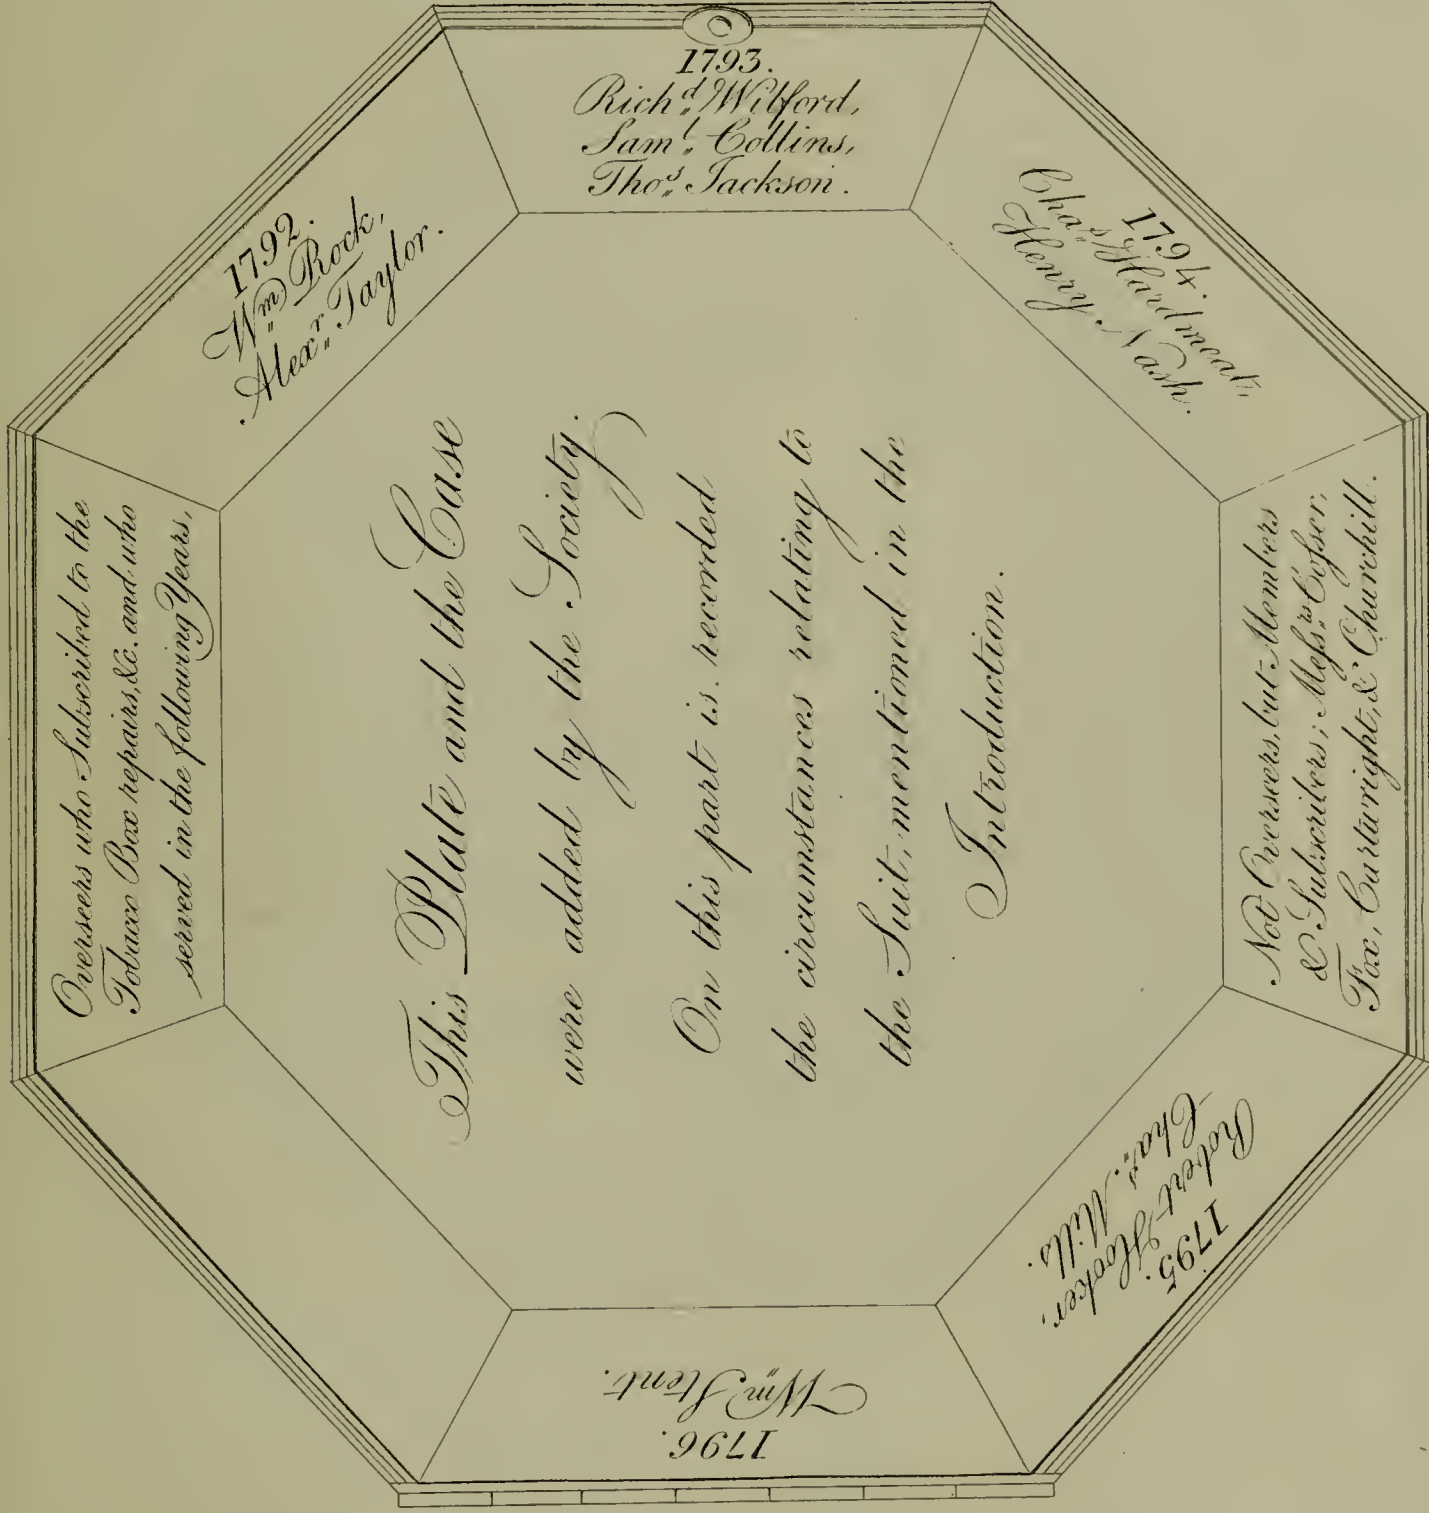 This Plate and the Case
were added by the Society.
On this part is recorded
the circumstances relating to
the Suit, mentioned in the
Introduction.
Overseers who Subscribed to the
Tobacco Box repairs, &c. and who
served in the following Years,
1792.
Wm. Rock,
Alexr. Taylor.
1793.
Richd. Wilford,
Saml. Collins,
Thos. Jackson.
1794.
Chas. Hardmeat,
Henry Nash.
Not Overseers, but Members
& Subscribers; Meſsrs. Coſser,
Fox, Cartwright, & Churchill.
1795.
Robert Hooker,
Chas. Mills.
1796.
Wm. Stent.